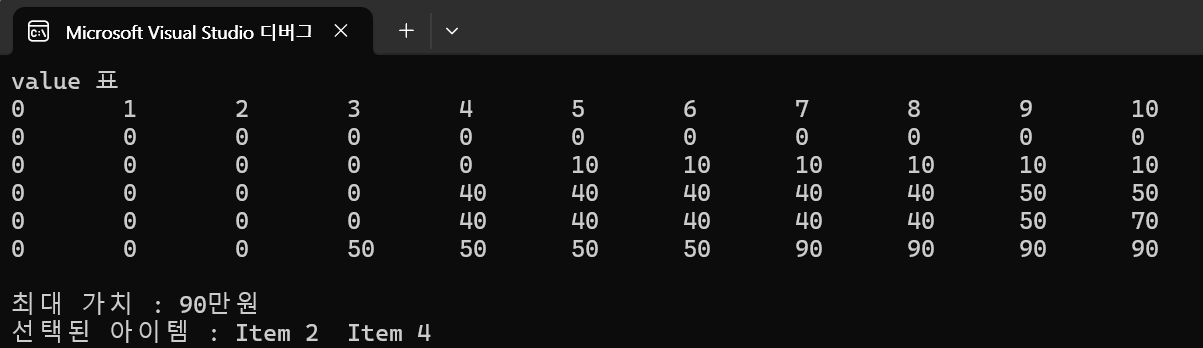 Microsoft Visual Studio 디버그
value 표
0 1 2 3 4 5 6 7 8 9 10
0 0 0 0 0 0 0 0 0 0 0
0 0 0 0 0 10 10 10 10 10 10
0 0 0 0 40 40 40 40 40 50 50
0 0 0 0 40 40 40 40 40 50 70
0 0 0 50 50 50 50 90 90 90 90
최대 가치 : 90만원
선택된 아이템 : Item 2 Item 4